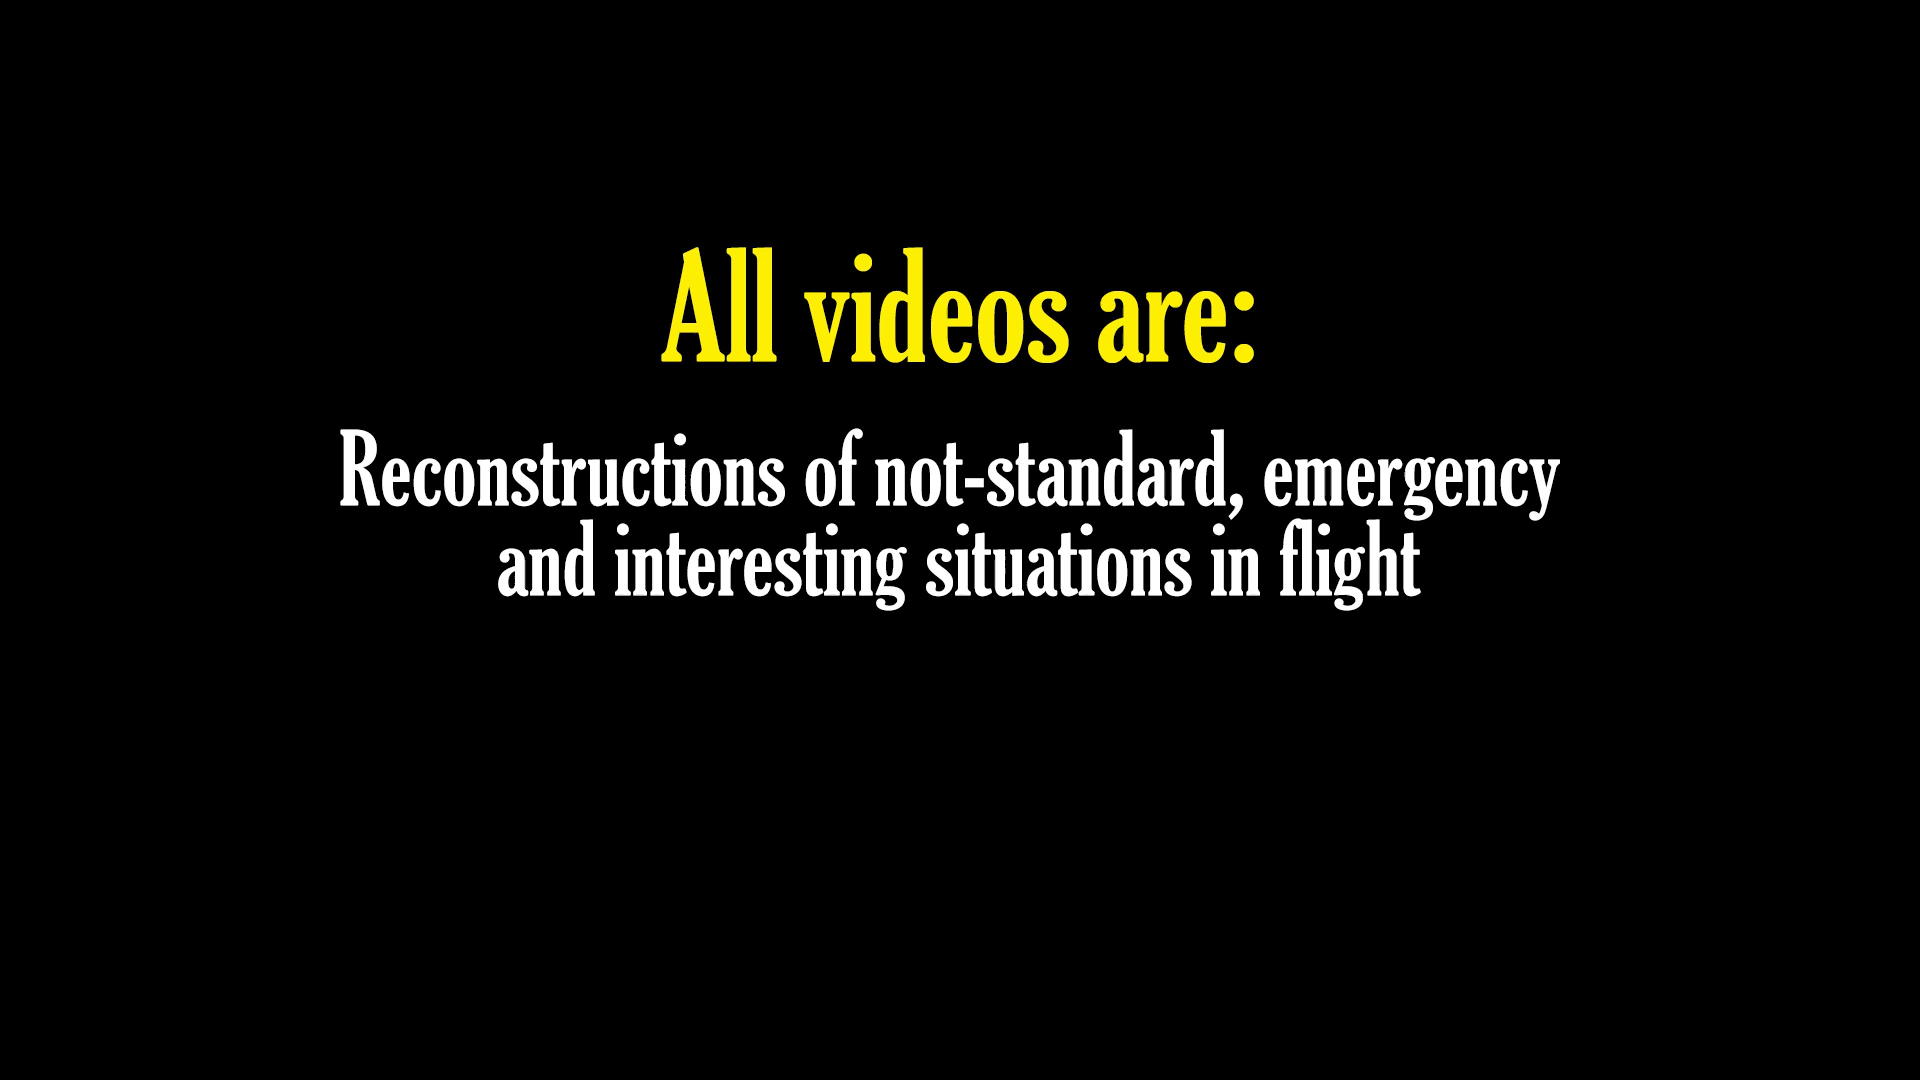 All videos are:
Reconstructions of not-standard, emergency
and interesting situations in flight